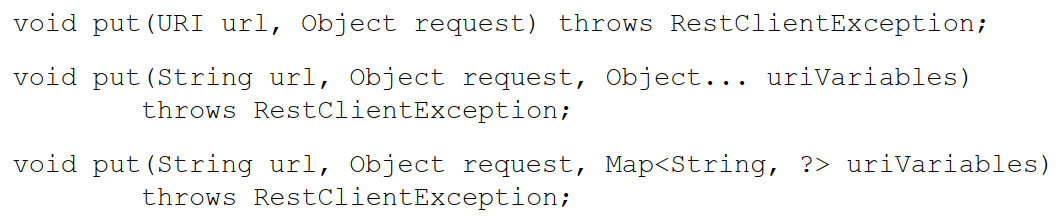 void put(URI url, Object request) throws RestClientException;
void put(String url, Object request, Object... uriVariables)
        throws RestClientException;
void put(String url, Object request, Map<String, ?> uriVariables)
        throws RestClientException;